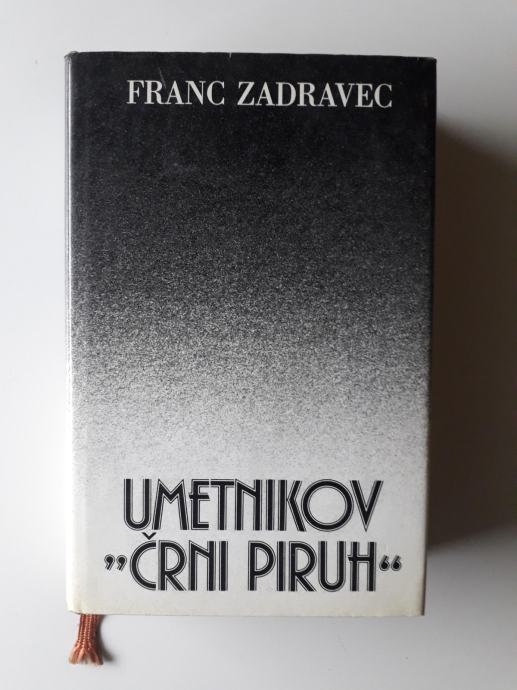 FRANC ZADRAVEC
UMETNIKOV
”ČRNI PIRUH“